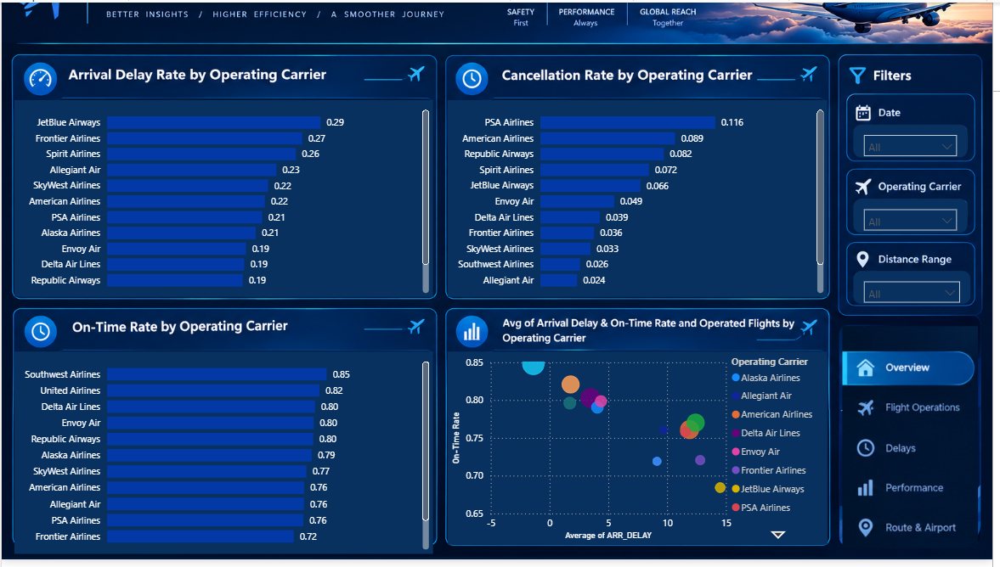 BETTER INSIGHTS / HIGHER EFFICIENCY / A SMOOTHER JOURNEY
SAFETY
First
PERFORMANCE
Always
GLOBAL REACH
Together
Arrival Delay Rate by Operating Carrier
JetBlue Airways 0.29
Frontier Airlines 0.27
Spirit Airlines 0.26
Allegiant Air 0.23
SkyWest Airlines 0.22
American Airlines 0.22
PSA Airlines 0.21
Alaska Airlines 0.21
Envoy Air 0.19
Delta Air Lines 0.19
Republic Airways 0.19
Cancellation Rate by Operating Carrier
PSA Airlines 0.116
American Airlines 0.089
Republic Airways 0.082
Spirit Airlines 0.072
JetBlue Airways 0.066
Envoy Air 0.049
Delta Air Lines 0.039
Frontier Airlines 0.036
SkyWest Airlines 0.033
Southwest Airlines 0.026
Allegiant Air 0.024
Filters
Date
All
Operating Carrier
All
Distance Range
All
On-Time Rate by Operating Carrier
Southwest Airlines 0.85
United Airlines 0.82
Delta Air Lines 0.80
Envoy Air 0.80
Republic Airways 0.80
Alaska Airlines 0.79
SkyWest Airlines 0.77
American Airlines 0.76
Allegiant Air 0.76
PSA Airlines 0.76
Frontier Airlines 0.72
Avg of Arrival Delay & On-Time Rate and Operated Flights by
Operating Carrier
On-Time Rate
0.85
0.80
0.75
0.70
0.65
-5 0 5 10 15
Average of ARR_DELAY
Operating Carrier
Alaska Airlines
Allegiant Air
American Airlines
Delta Air Lines
Envoy Air
Frontier Airlines
JetBlue Airways
PSA Airlines
Overview
Flight Operations
Delays
Performance
Route & Airport